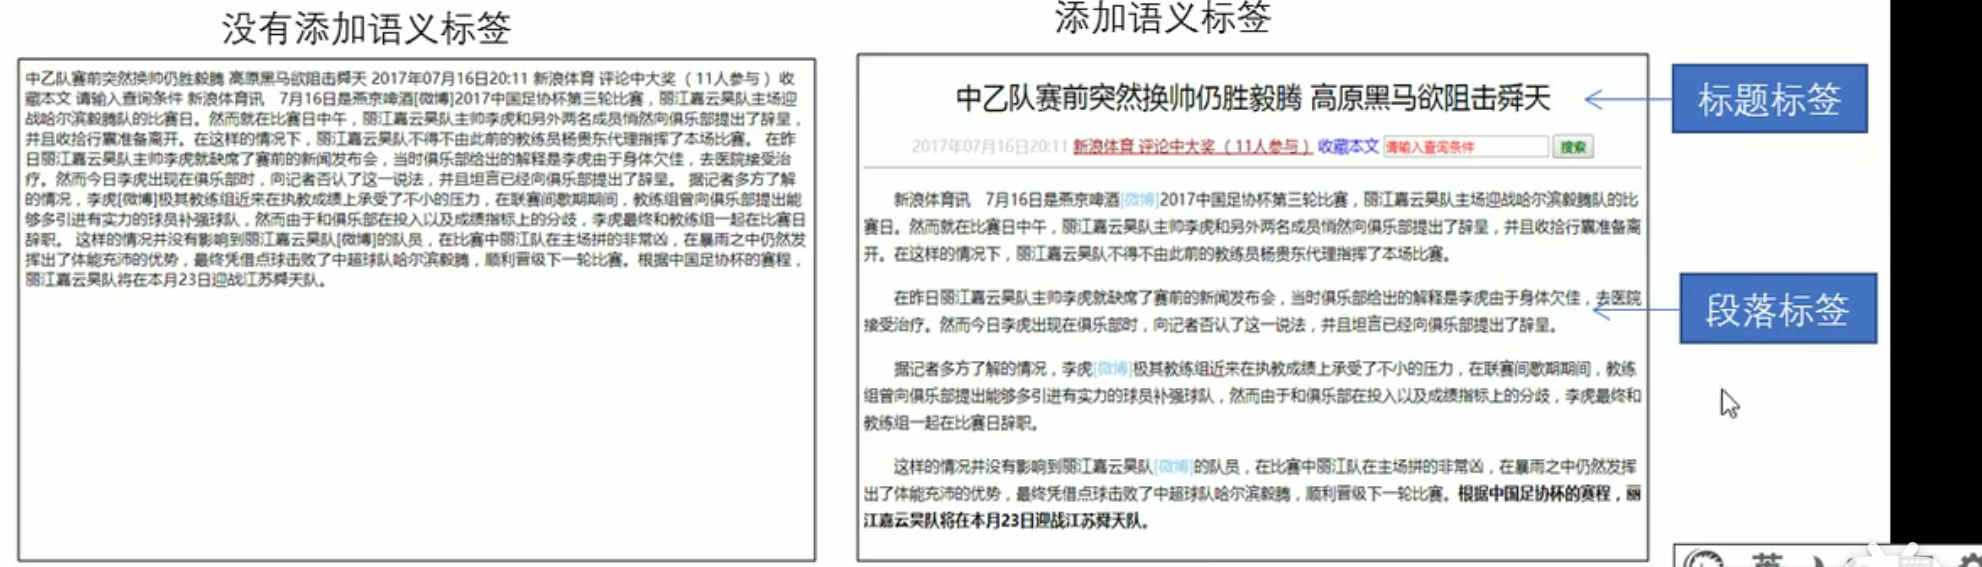 没有添加语义标签
中乙队赛前突然换帅仍胜毅腾 高原黑马欲阻击舜天 2017年07月16日20:11 新浪体育 评论中大奖（11人参与） 收
藏本文 请输入查询条件 新浪体育讯　7月16日是燕京啤酒[微博]2017中国足协杯第三轮比赛，丽江嘉云昊队主场迎
战哈尔滨毅腾队的比赛日。然而就在比赛日中午，丽江嘉云昊队主帅李虎和另外两名成员悄然向俱乐部提出了辞呈，
并且收拾行囊准备离开。在这样的情况下，丽江嘉云昊队不得不由此前的教练员杨贵东代理指挥了本场比赛。 在昨
日丽江嘉云昊队主帅李虎就缺席了赛前的新闻发布会，当时俱乐部给出的解释是李虎由于身体欠佳，去医院接受治
疗。然而今日李虎出现在俱乐部时，向记者否认了这一说法，并且坦言已经向俱乐部提出了辞呈。 据记者多方了解
的情况，李虎[微博]极其教练组近来在执教成绩上承受了不小的压力，在联赛间歇期期间，教练组曾向俱乐部提出能
够多引进有实力的球员补强球队，然而由于和俱乐部在投入以及成绩指标上的分歧，李虎最终和教练组一起在比赛日
辞职。 这样的情况并没有影响到丽江嘉云昊队[微博]的队员，在比赛中丽江队在主场拼的非常凶，在暴雨之中仍然发
挥出了体能充沛的优势，最终凭借点球击败了中超球队哈尔滨毅腾，顺利晋级下一轮比赛。根据中国足协杯的赛程，
丽江嘉云昊队将在本月23日迎战江苏舜天队。
添加语义标签
中乙队赛前突然换帅仍胜毅腾 高原黑马欲阻击舜天
2017年07月16日20:11 新浪体育 评论中大奖（11人参与） 收藏本文 请输入查询条件 搜索
新浪体育讯　7月16日是燕京啤酒[微博]2017中国足协杯第三轮比赛，丽江嘉云昊队主场迎战哈尔滨毅腾队的比
赛日。然而就在比赛日中午，丽江嘉云昊队主帅李虎和另外两名成员悄然向俱乐部提出了辞呈，并且收拾行囊准备离
开。在这样的情况下，丽江嘉云昊队不得不由此前的教练员杨贵东代理指挥了本场比赛。
在昨日丽江嘉云昊队主帅李虎就缺席了赛前的新闻发布会，当时俱乐部给出的解释是李虎由于身体欠佳，去医院
接受治疗。然而今日李虎出现在俱乐部时，向记者否认了这一说法，并且坦言已经向俱乐部提出了辞呈。
据记者多方了解的情况，李虎[微博]极其教练组近来在执教成绩上承受了不小的压力，在联赛间歇期期间，教练
组曾向俱乐部提出能够多引进有实力的球员补强球队，然而由于和俱乐部在投入以及成绩指标上的分歧，李虎最终和
教练组一起在比赛日辞职。
这样的情况并没有影响到丽江嘉云昊队[微博]的队员，在比赛中丽江队在主场拼的非常凶，在暴雨之中仍然发挥
出了体能充沛的优势，最终凭借点球击败了中超球队哈尔滨毅腾，顺利晋级下一轮比赛。根据中国足协杯的赛程，丽
江嘉云昊队将在本月23日迎战江苏舜天队。
标题标签
段落标签
英